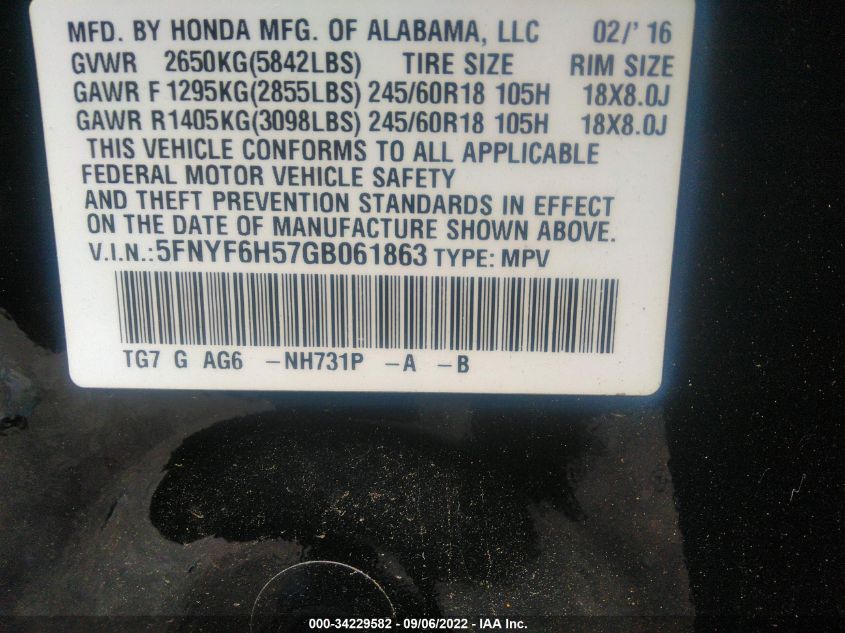 MFD. BY HONDA MFG. OF ALABAMA, LLC 02/' 16
GVWR 2650KG(5842LBS) TIRE SIZE RIM SIZE
GAWR F 1295KG(2855LBS) 245/60R18 105H 18X8.0J
GAWR R1405KG(3098LBS) 245/60R18 105H 18X8.0J
THIS VEHICLE CONFORMS TO ALL APPLICABLE
FEDERAL MOTOR VEHICLE SAFETY
AND THEFT PREVENTION STANDARDS IN EFFECT
ON THE DATE OF MANUFACTURE SHOWN ABOVE.
V.I.N.:5FNYF6H57GB061863 TYPE: MPV
TG7 G AG6 -NH731P -A -B
000-34229582 - 09/06/2022 - IAA Inc.